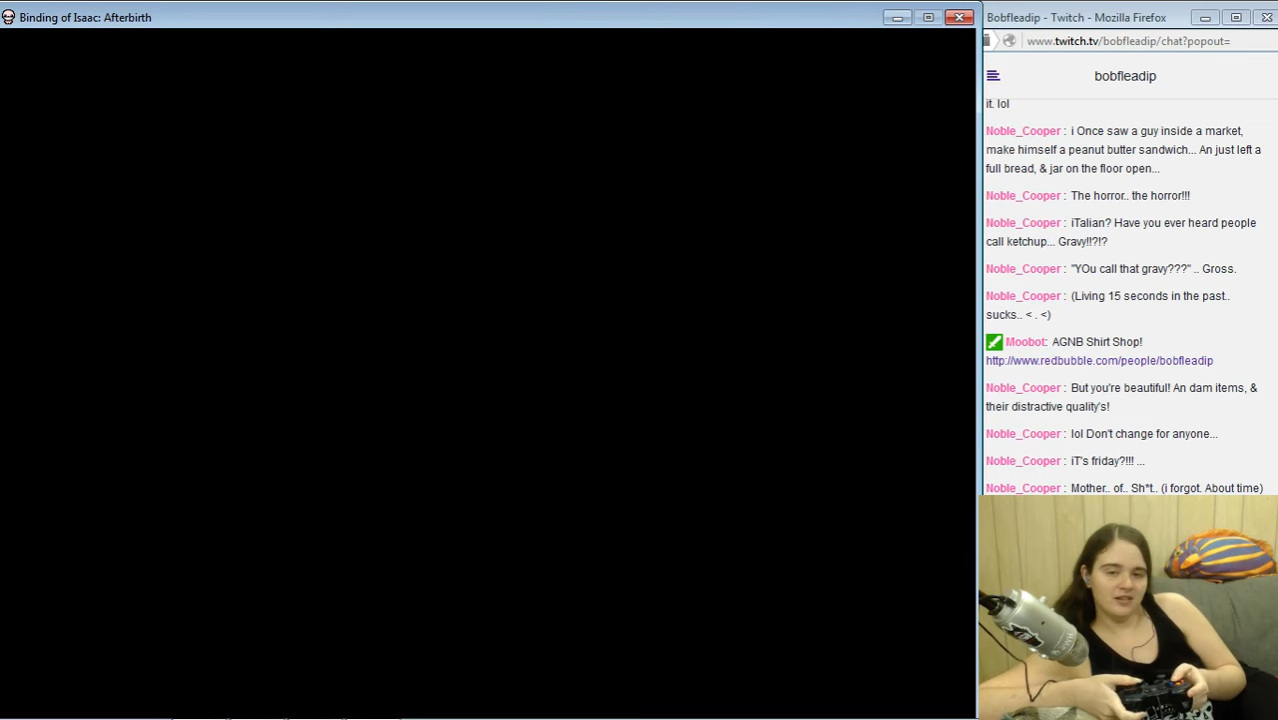 Binding of Isaac: Afterbirth
Bobfleadip - Twitch - Mozilla Firefox
www.twitch.tv/bobfleadip/chat?popout=
bobfleadip
it. lol
Noble_Cooper : i Once saw a guy inside a market,
make himself a peanut butter sandwich... An just left a
full bread, & jar on the floor open...
Noble_Cooper : The horror.. the horror!!!
Noble_Cooper : iTalian? Have you ever heard people
call ketchup... Gravy!!?!?
Noble_Cooper : "YOu call that gravy???" .. Gross.
Noble_Cooper : (Living 15 seconds in the past..
sucks.. < . <)
Moobot: AGNB Shirt Shop!
http://www.redbubble.com/people/bobfleadip
Noble_Cooper : But you're beautiful! An dam items, &
their distractive quality's!
Noble_Cooper : lol Don't change for anyone...
Noble_Cooper : iT's friday?!!! ...
Noble_Cooper : Mother.. of.. Sh*t.. (i forgot. About time)